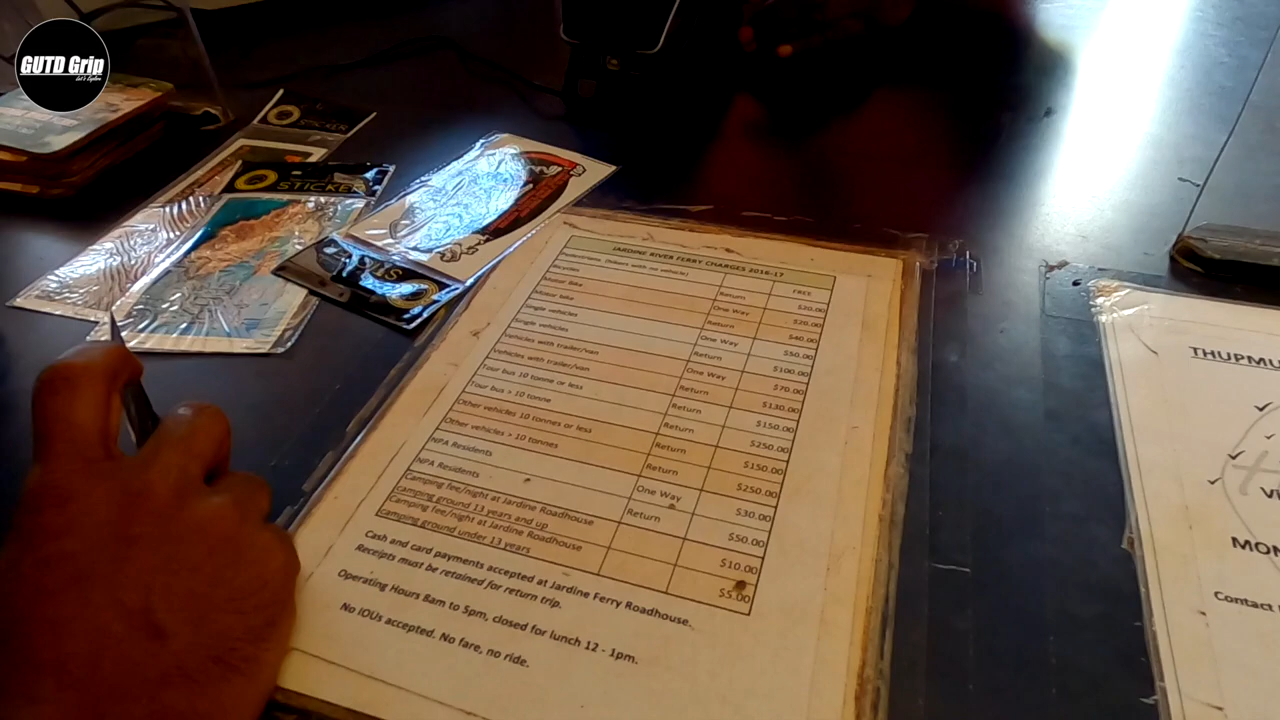 GUTD Grip
Let's Explore
STICKER
STICKER
JARDINE RIVER FERRY CHARGES 2016-17
Pedestrians (hikers with no vehicle) FREE
Bicycles Return $20.00
Motor Bike One Way $20.00
Motor bike Return $40.00
Single vehicles One Way $50.00
Single vehicles Return $100.00
Vehicles with trailer/van One Way $70.00
Vehicles with trailer/van Return $130.00
Tour bus 10 tonne or less Return $150.00
Tour bus > 10 tonne Return $250.00
Other vehicles 10 tonnes or less Return $150.00
Other vehicles > 10 tonnes Return $250.00
NPA Residents One Way $30.00
NPA Residents Return $50.00
Camping fee/night at Jardine Roadhouse
camping ground 13 years and up $10.00
Camping fee/night at Jardine Roadhouse
camping ground under 13 years $5.00
Cash and card payments accepted at Jardine Ferry Roadhouse.
Receipts must be retained for return trip.
Operating Hours 8am to 5pm, closed for lunch 12 - 1pm.
No IOUs accepted. No fare, no ride.
THUPMU
MON
Contact